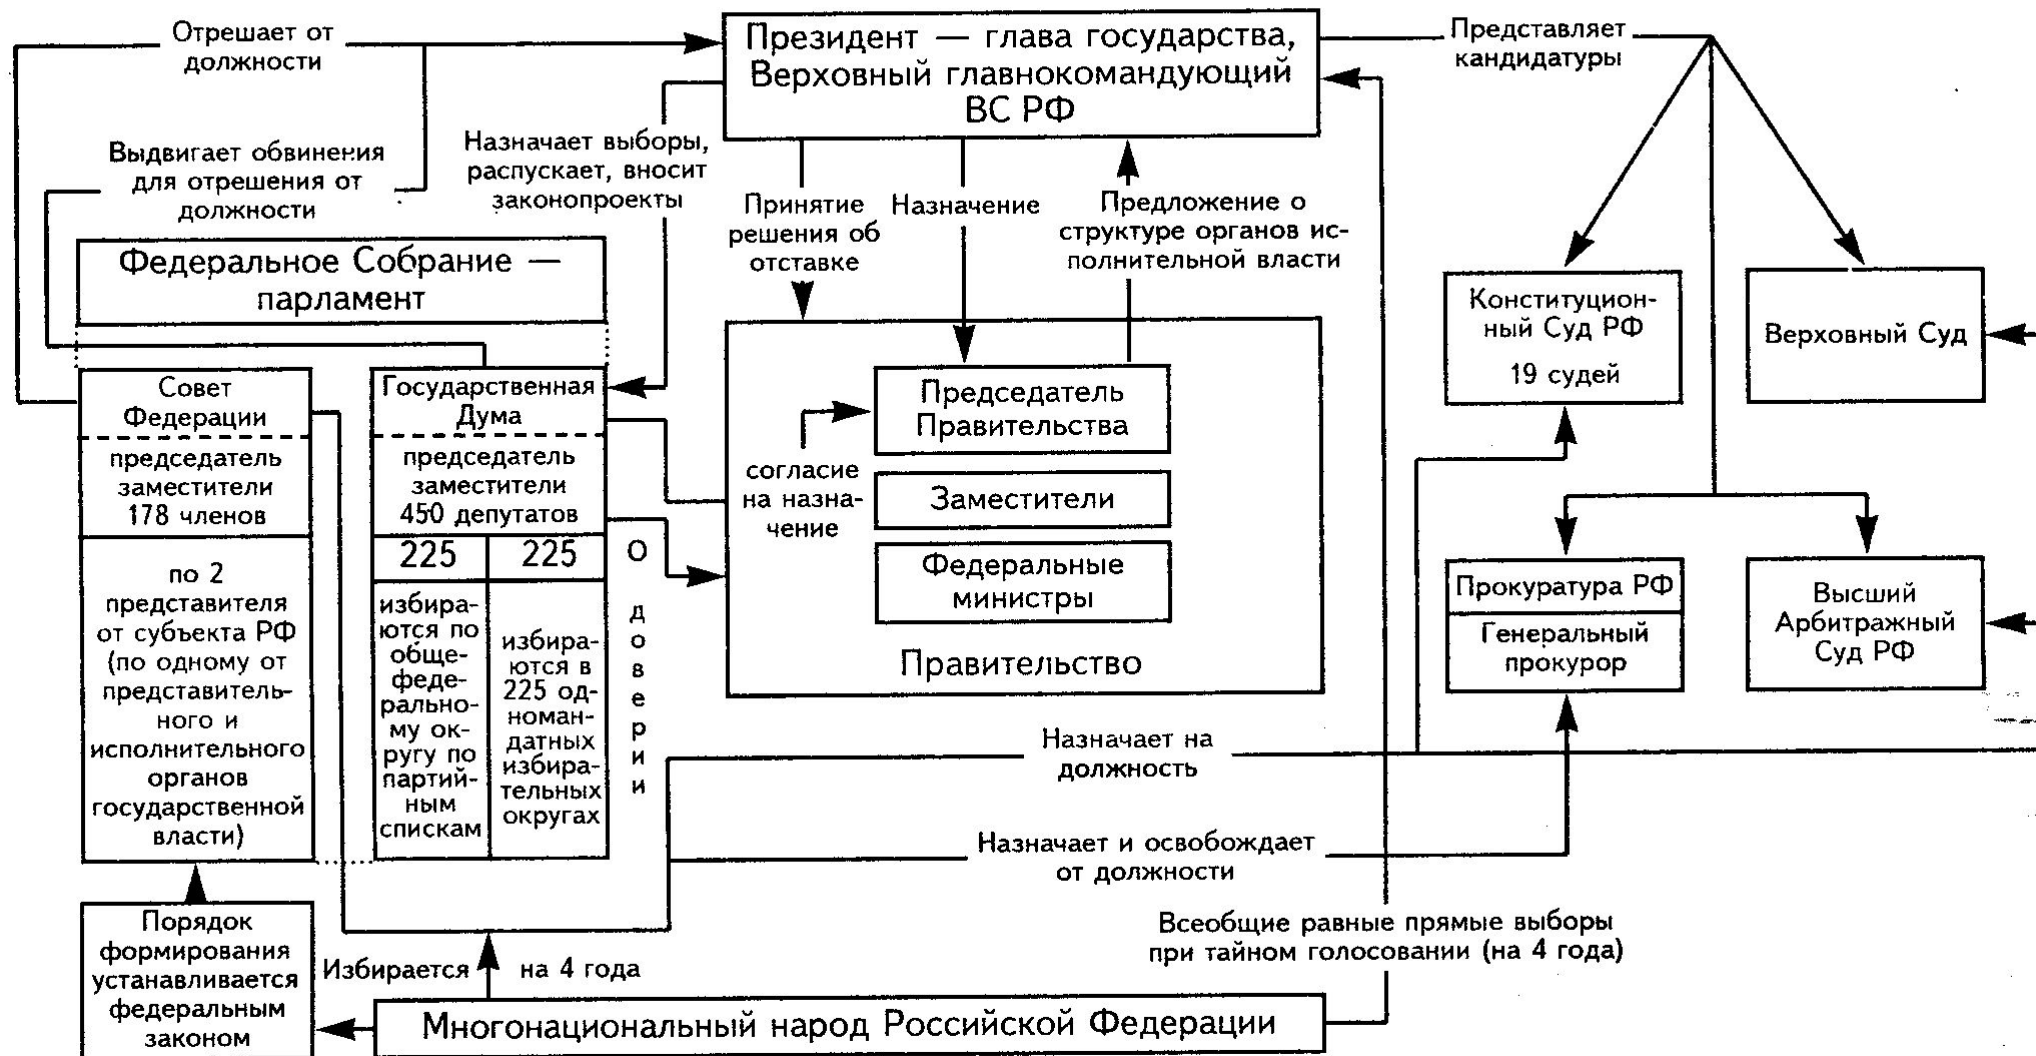 Отрешает от
должности
Президент — глава государства,
Верховный главнокомандующий
ВС РФ
Представляет
кандидатуры
Выдвигает обвинения
для отрешения от
должности
Назначает выборы,
распускает, вносит
законопроекты
Принятие
решения об
отставке
Назначение
Предложение о
структуре органов ис-
полнительной власти
Федеральное Собрание —
парламент
Совет
Федерации
председатель
заместители
178 членов
по 2
представителя
от субъекта РФ
(по одному от
представитель-
ного и
исполнительного
органов
государственной
власти)
Государственная
Дума
председатель
заместители
450 депутатов
225
225
избира-
ются по
обще-
феде-
рально-
му ок-
ругу по
партий-
ным
спискам
избира-
ются в
225 од-
номан-
датных
избира-
тельных
округах
О
д
о
в
е
р
и
и
согласие
на назна-
чение
Председатель
Правительства
Заместители
Федеральные
министры
Правительство
Конституцион-
ный Суд РФ
19 судей
Верховный Суд
Прокуратура РФ
Генеральный
прокурор
Высший
Арбитражный
Суд РФ
Назначает на
должность
Назначает и освобождает
от должности
Всеобщие равные прямые выборы
при тайном голосовании (на 4 года)
Порядок
формирования
устанавливается
федеральным
законом
Избирается на 4 года
Многонациональный народ Российской Федерации